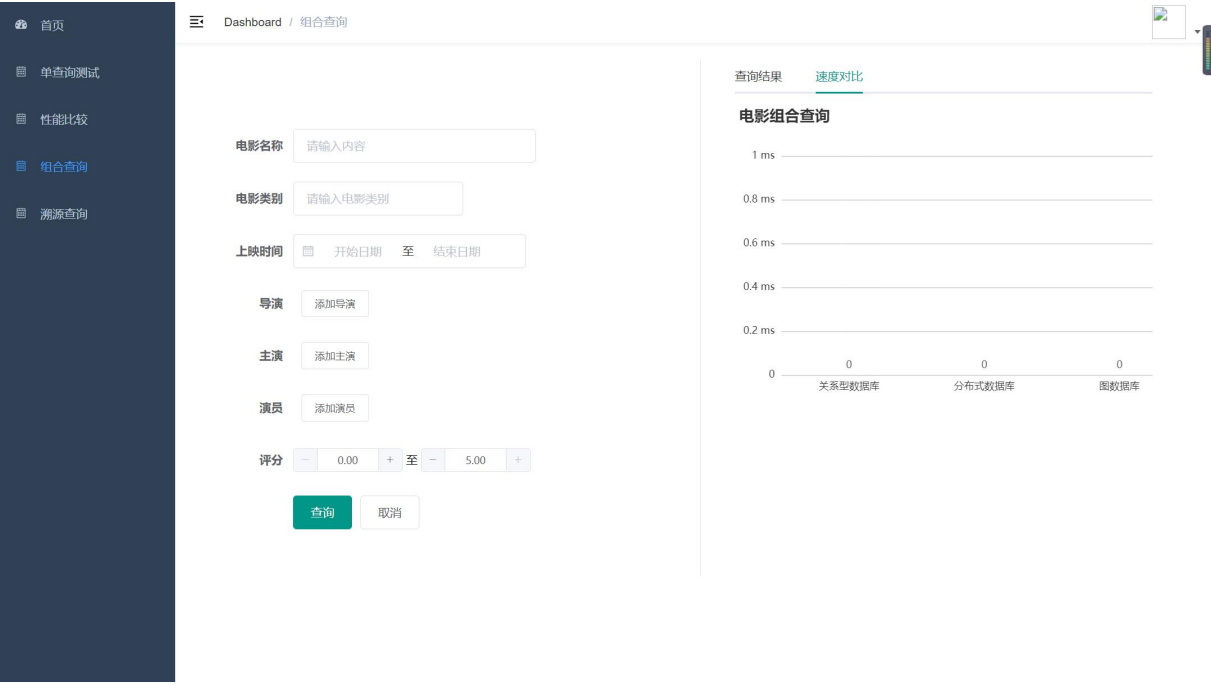 首页
单查询测试
性能比较
组合查询
溯源查询
Dashboard / 组合查询
电影名称 请输入内容
电影类别 请输入电影类别
上映时间 开始日期 至 结束日期
导演 添加导演
主演 添加主演
演员 添加演员
评分 − 0.00 + 至 − 5.00 +
查询 取消
查询结果 速度对比
电影组合查询
1 ms
0.8 ms
0.6 ms
0.4 ms
0.2 ms
0
0 0 0
关系型数据库 分布式数据库 图数据库